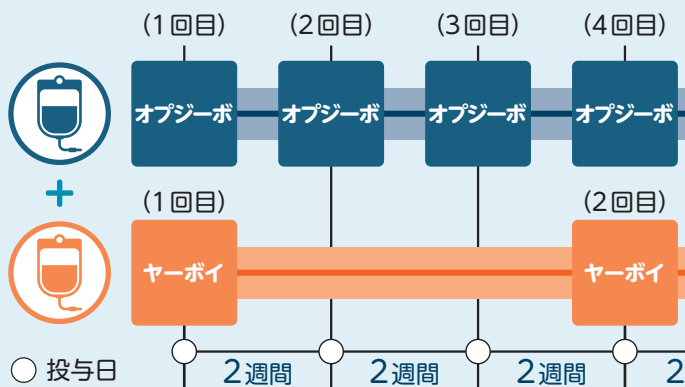 (1回目) (2回目) (3回目) (4回目)
オプジーボ オプジーボ オプジーボ オプジーボ
+
(1回目) (2回目)
ヤーボイ ヤーボイ
投与日 2週間 2週間 2週間 2